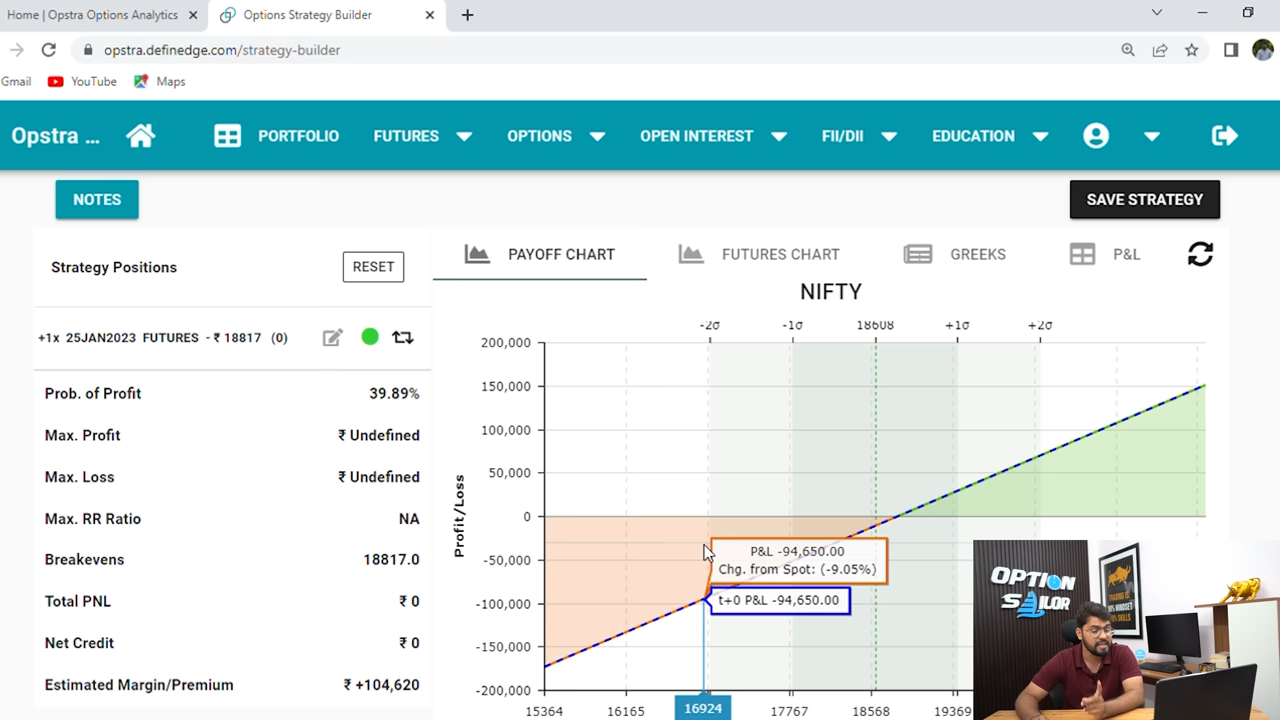 Home | Opstra Options Analytics
Options Strategy Builder
opstra.definedge.com/strategy-builder
Gmail YouTube Maps
Opstra ... PORTFOLIO FUTURES OPTIONS OPEN INTEREST FII/DII EDUCATION
NOTES
SAVE STRATEGY
Strategy Positions RESET
PAYOFF CHART FUTURES CHART GREEKS P&L
NIFTY
+1x 25JAN2023 FUTURES - ₹ 18817 (0)
Prob. of Profit 39.89%
Max. Profit ₹ Undefined
Max. Loss ₹ Undefined
Max. RR Ratio NA
Breakevens 18817.0
Total PNL ₹ 0
Net Credit ₹ 0
Estimated Margin/Premium ₹ +104,620
-2σ -1σ 18608 +1σ +2σ
200,000
150,000
100,000
50,000
0
-50,000
-100,000
-150,000
-200,000
Profit/Loss
P&L -94,650.00
Chg. from Spot: (-9.05%)
t+0 P&L -94,650.00
15364 16165 16924 17767 18568 19369
OPTION
SAILOR